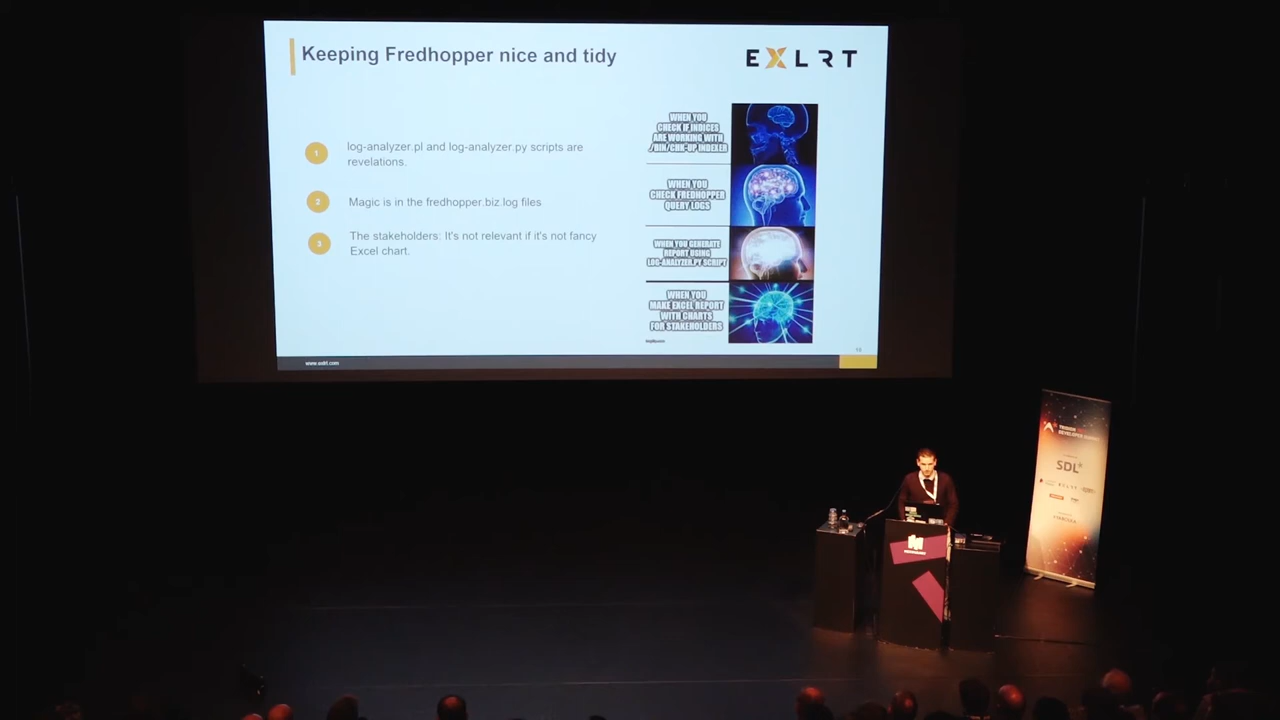 Keeping Fredhopper nice and tidy
EXLRT
1
log-analyzer.pl and log-analyzer.py scripts are
revelations.
2
Magic is in the fredhopper.biz.log files
3
The stakeholders: It's not relevant if it's not fancy
Excel chart.
WHEN YOU
CHECK IF INDICES
ARE WORKING WITH
./BIN/CHK-UP INDEXER
WHEN YOU
CHECK FREDHOPPER
QUERY LOGS
WHEN YOU GENERATE
REPORT USING
LOG-ANALYZER.PY SCRIPT
WHEN YOU
MAKE EXCEL REPORT
WITH CHARTS
FOR STAKEHOLDERS
www.exlrt.com
SDL